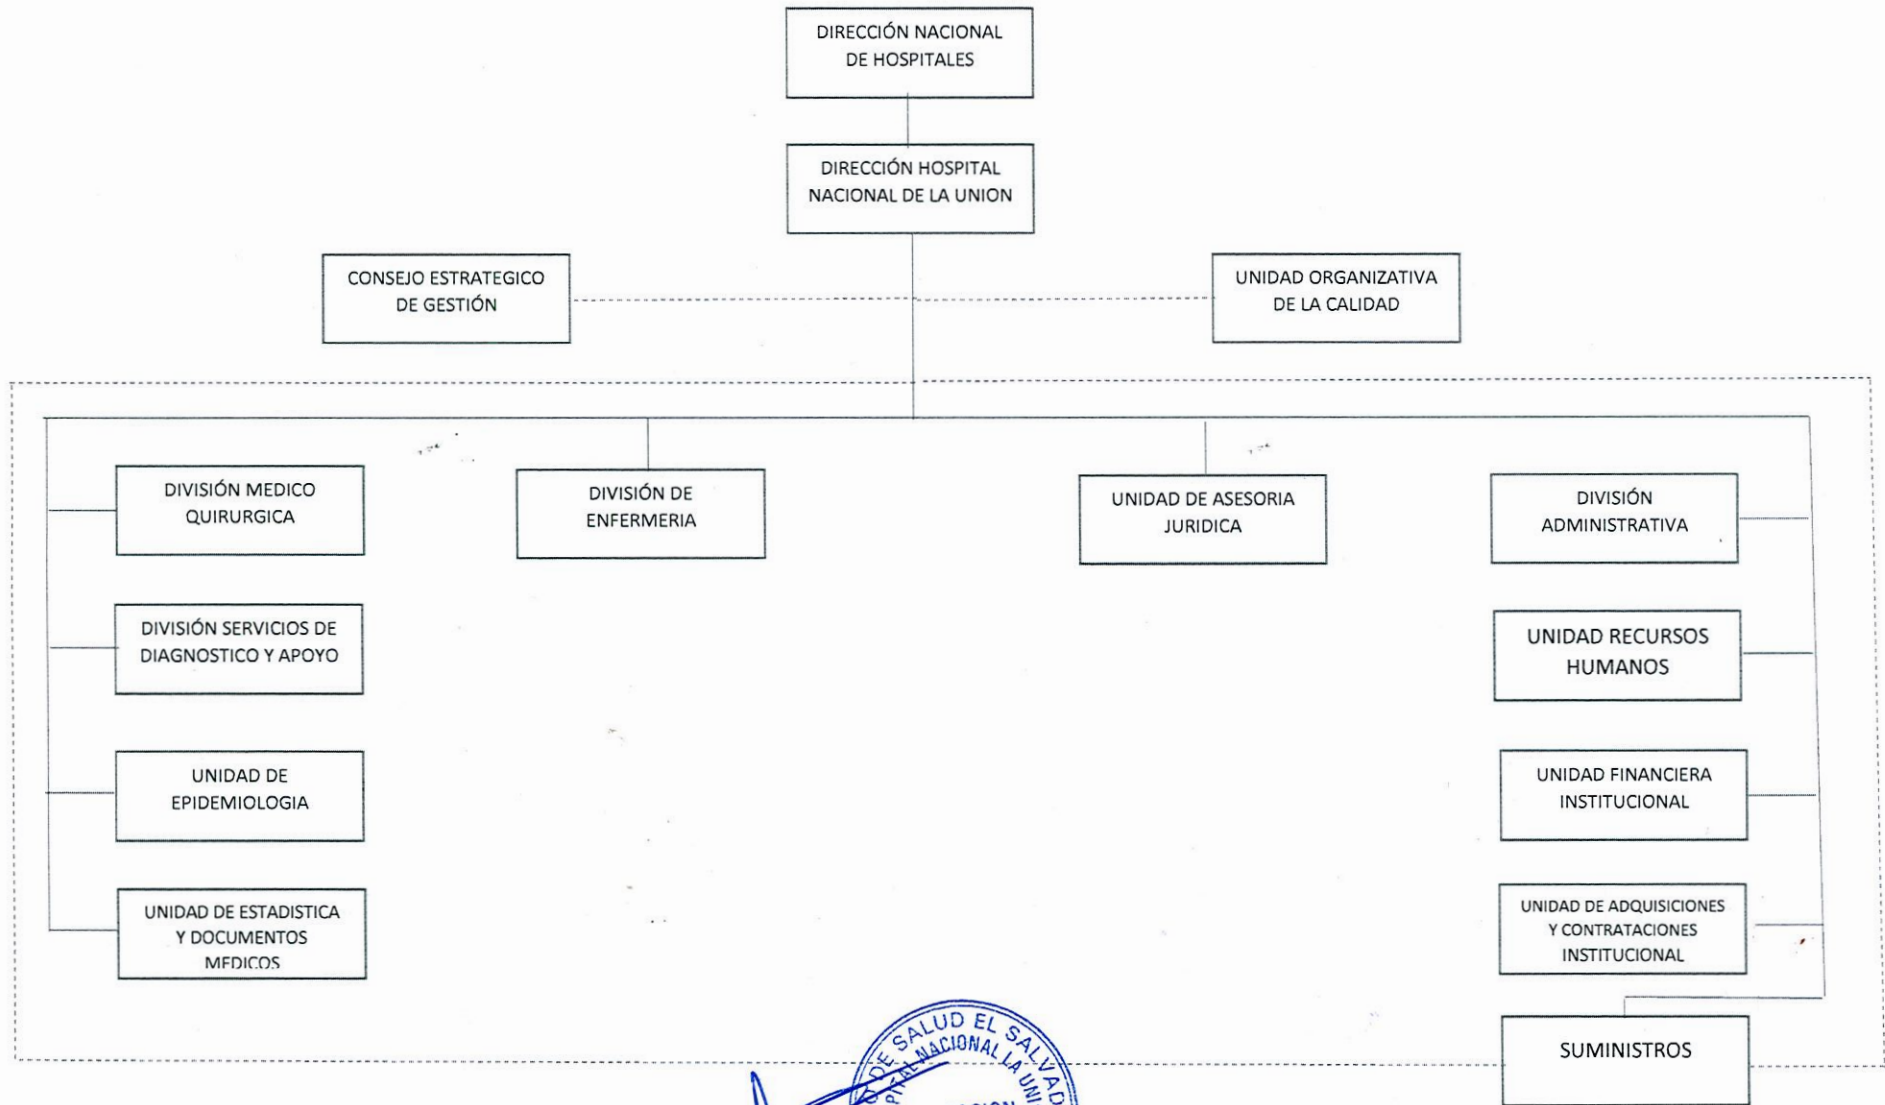 DIRECCIÓN NACIONAL
DE HOSPITALES
DIRECCIÓN HOSPITAL
NACIONAL DE LA UNION
CONSEJO ESTRATEGICO
DE GESTIÓN
UNIDAD ORGANIZATIVA
DE LA CALIDAD
DIVISIÓN MEDICO
QUIRURGICA
DIVISIÓN DE
ENFERMERIA
UNIDAD DE ASESORIA
JURIDICA
DIVISIÓN
ADMINISTRATIVA
DIVISIÓN SERVICIOS DE
DIAGNOSTICO Y APOYO
UNIDAD RECURSOS
HUMANOS
UNIDAD DE
EPIDEMIOLOGIA
UNIDAD FINANCIERA
INSTITUCIONAL
UNIDAD DE ESTADISTICA
Y DOCUMENTOS
MEDICOS
UNIDAD DE ADQUISICIONES
Y CONTRATACIONES
INSTITUCIONAL
SUMINISTROS
DE SALUD EL
NACIONAL LA